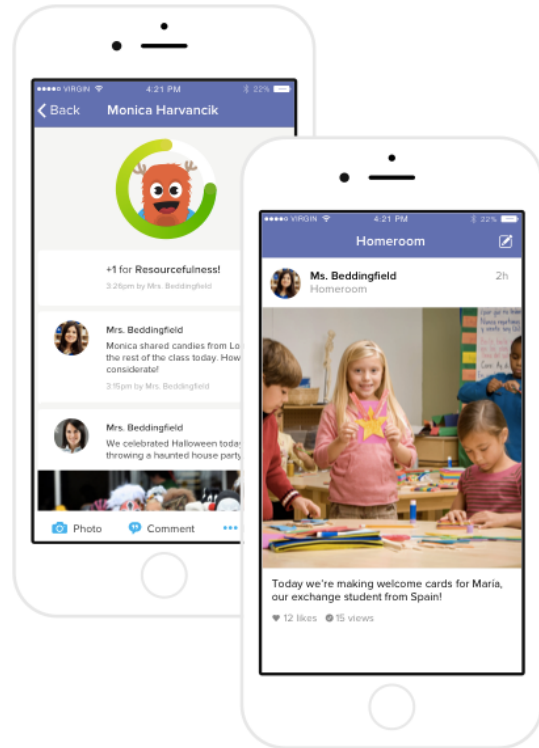 VIRGIN 4:21 PM 22%
Back Monica Harvancik
+1 for Resourcefulness!
3:26pm by Mrs. Beddingfield
Mrs. Beddingfield
Monica shared candies from
the rest of the class today.
considerate!
3:15pm by Mrs. Beddingfield
Mrs. Beddingfield
We celebrated Halloween
throwing a haunted house party
Photo Comment
VIRGIN 4:21 PM 22%
Homeroom
Ms. Beddingfield 2h
Homeroom
Today we're making welcome cards for María,
our exchange student from Spain!
12 likes 15 views